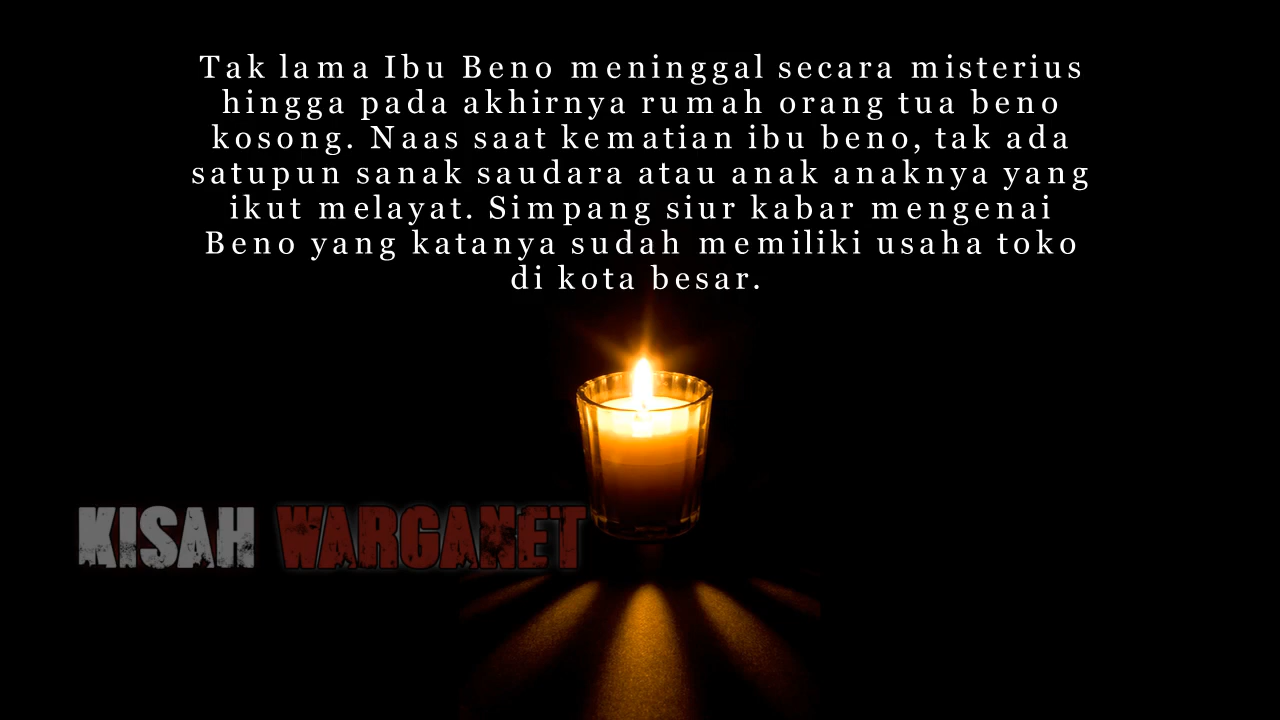 Tak lama Ibu Beno meninggal secara misterius
hingga pada akhirnya rumah orang tua beno
kosong. Naas saat kematian ibu beno, tak ada
satupun sanak saudara atau anak anaknya yang
ikut melayat. Simpang siur kabar mengenai
Beno yang katanya sudah memiliki usaha toko
di kota besar.
KISAH WARGANET